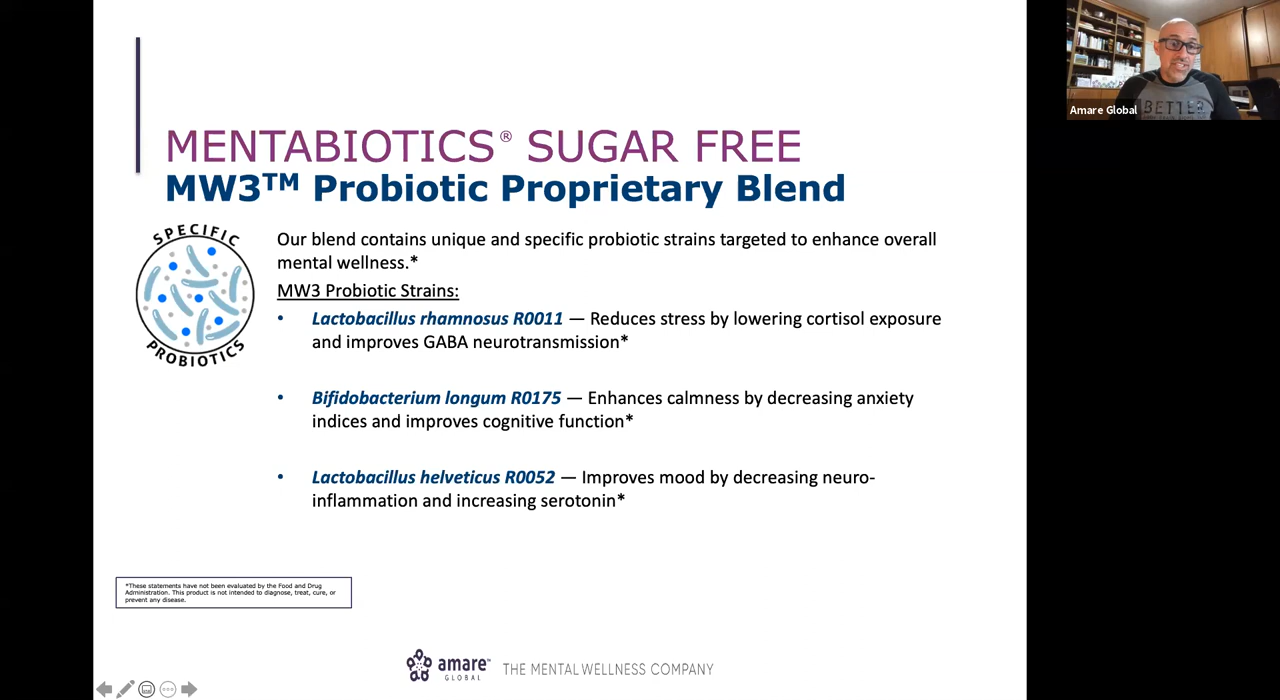 MENTABIOTICS® SUGAR FREE
MW3™ Probiotic Proprietary Blend
SPECIFIC
PROBIOTICS
Our blend contains unique and specific probiotic strains targeted to enhance overall
mental wellness.*
MW3 Probiotic Strains:
• Lactobacillus rhamnosus R0011 — Reduces stress by lowering cortisol exposure
and improves GABA neurotransmission*
• Bifidobacterium longum R0175 — Enhances calmness by decreasing anxiety
indices and improves cognitive function*
• Lactobacillus helveticus R0052 — Improves mood by decreasing neuro-
inflammation and increasing serotonin*
*These statements have not been evaluated by the Food and Drug
Administration. This product is not intended to diagnose, treat, cure, or
prevent any disease.
amare™
GLOBAL
THE MENTAL WELLNESS COMPANY
BETTER
Amare Global